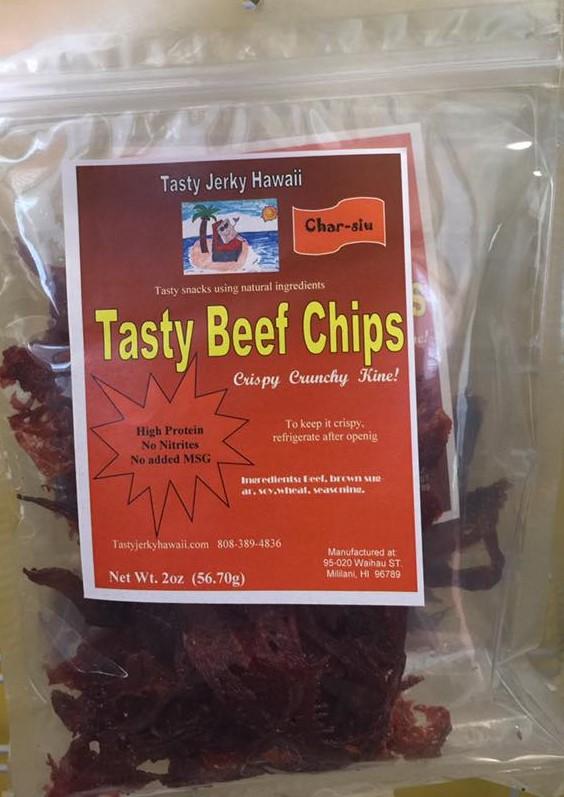 Tasty Jerky Hawaii
Char-siu
Tasty snacks using natural ingredients
Tasty Beef Chips
Crispy Crunchy Kine!
High Protein
No Nitrites
No added MSG
To keep it crispy,
refrigerate after openig
Ingredients: Beef, brown sug-
ar, soy,wheat, seasoning.
Tastyjerkyhawaii.com 808-389-4836
Manufactured at:
95-020 Waihau ST.
Mililani, HI 96789
Net Wt. 2oz (56.70g)